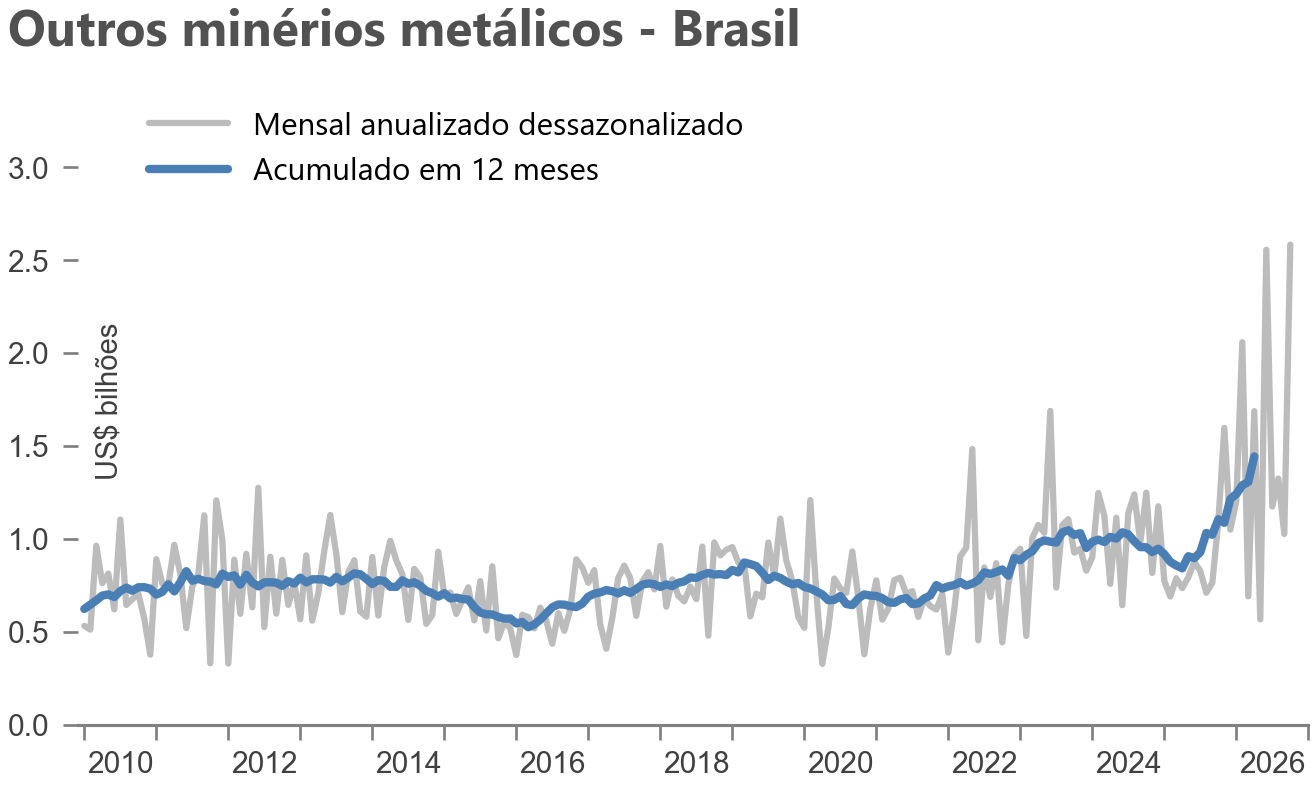 Outros minérios metálicos - Brasil
Mensal anualizado dessazonalizado
Acumulado em 12 meses
3.0
2.5
2.0
1.5
1.0
0.5
0.0
US$ bilhões
2010 2012 2014 2016 2018 2020 2022 2024 2026